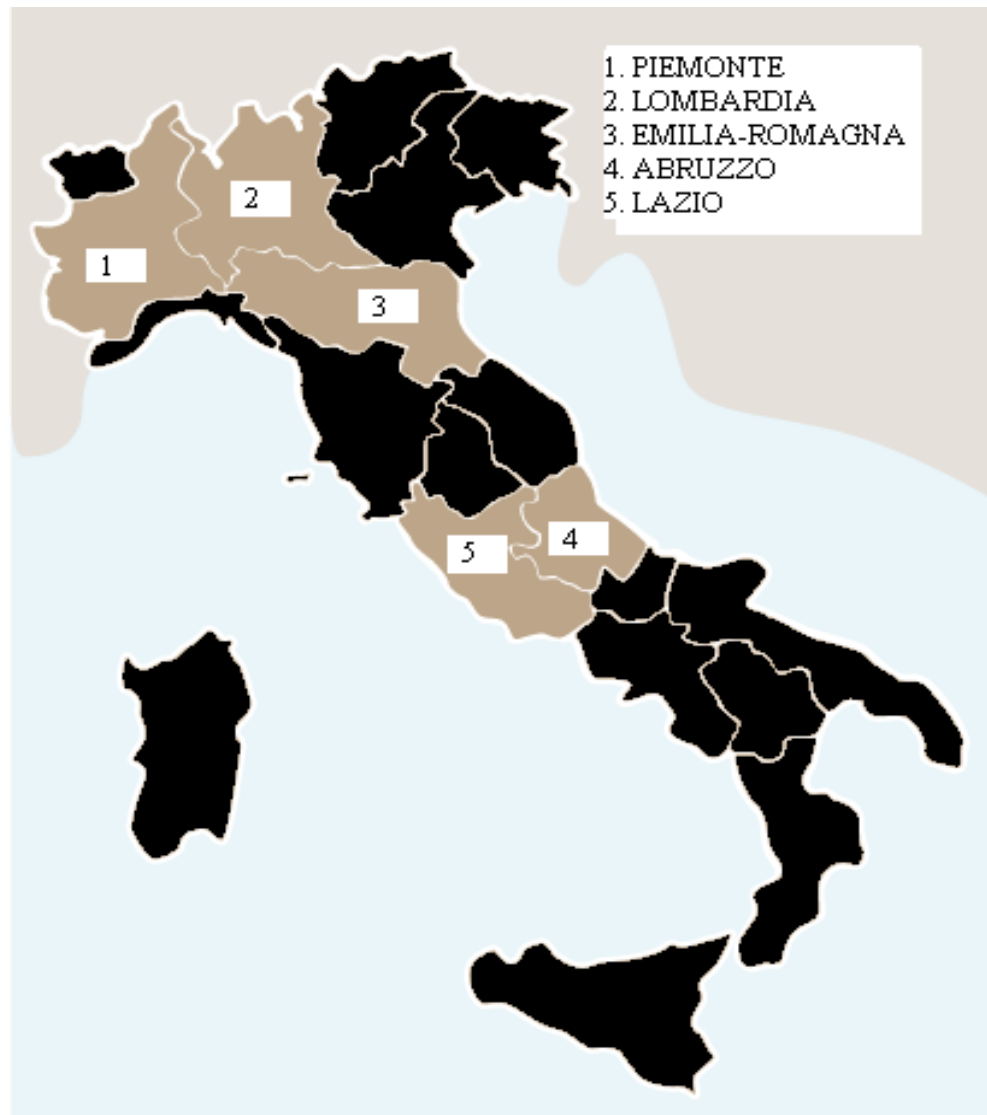 1. PIEMONTE
2. LOMBARDIA
3. EMILIA-ROMAGNA
4. ABRUZZO
5. LAZIO
2
1
3
4
5